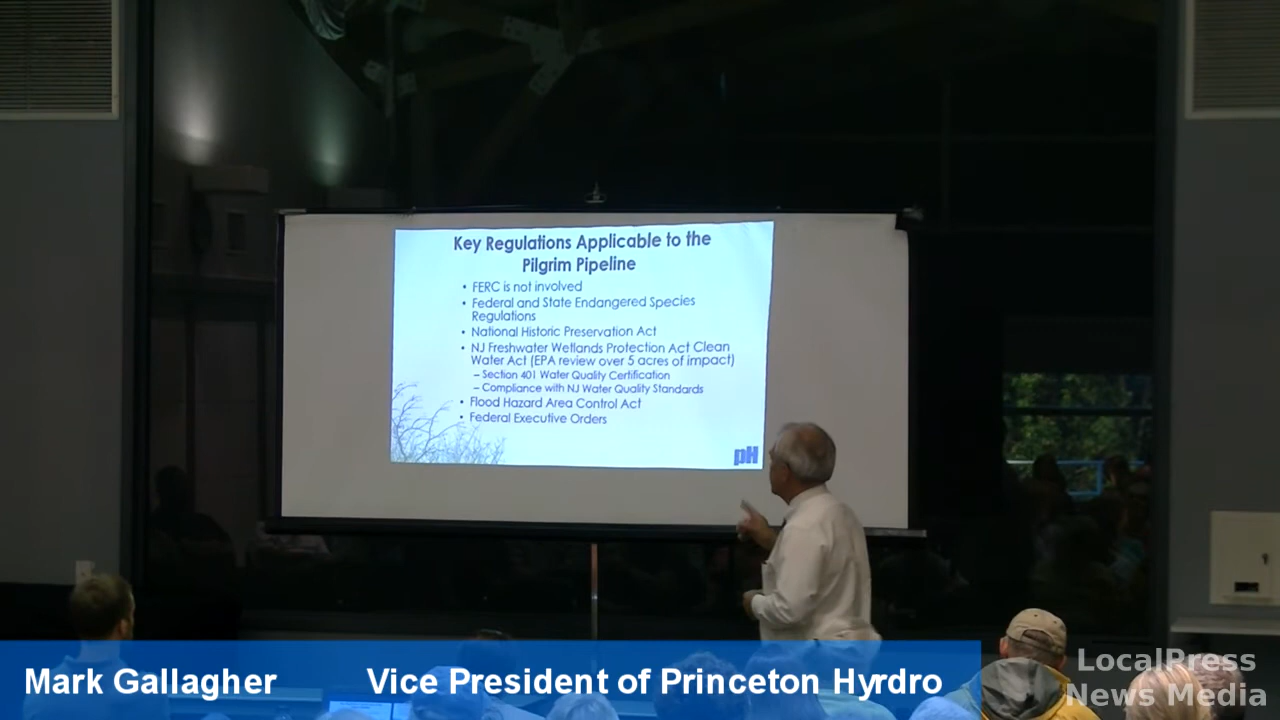 Key Regulations Applicable to the
Pilgrim Pipeline
• FERC is not involved
• Federal and State Endangered Species
Regulations
• National Historic Preservation Act
• NJ Freshwater Wetlands Protection Act Clean
Water Act (EPA review over 5 acres of impact)
– Section 401 Water Quality Certification
– Compliance with NJ Water Quality Standards
• Flood Hazard Area Control Act
• Federal Executive Orders
pH
Mark Gallagher Vice President of Princeton Hyrdro
LocalPress
News Media